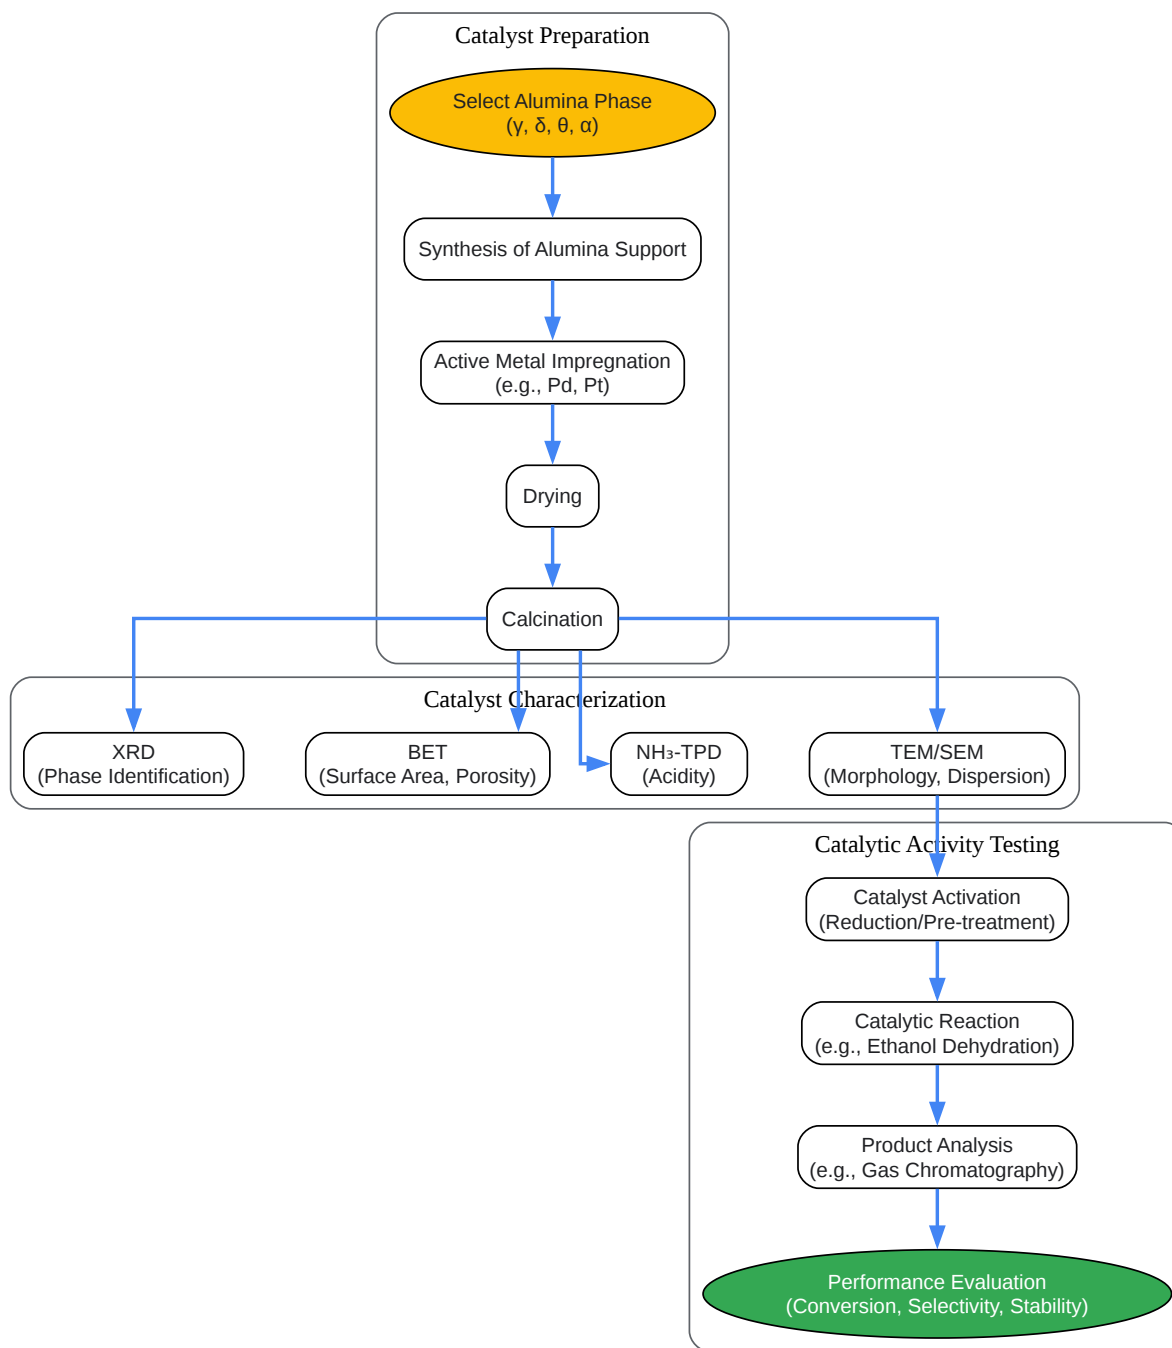 Catalyst Preparation
Select Alumina Phase
(γ, δ, θ, α)
Synthesis of Alumina Support
Active Metal Impregnation
(e.g., Pd, Pt)
Drying
Calcination
Catalyst Characterization
XRD
(Phase Identification)
BET
(Surface Area, Porosity)
NH₃-TPD
(Acidity)
TEM/SEM
(Morphology, Dispersion)
Catalytic Activity Testing
Catalyst Activation
(Reduction/Pre-treatment)
Catalytic Reaction
(e.g., Ethanol Dehydration)
Product Analysis
(e.g., Gas Chromatography)
Performance Evaluation
(Conversion, Selectivity, Stability)